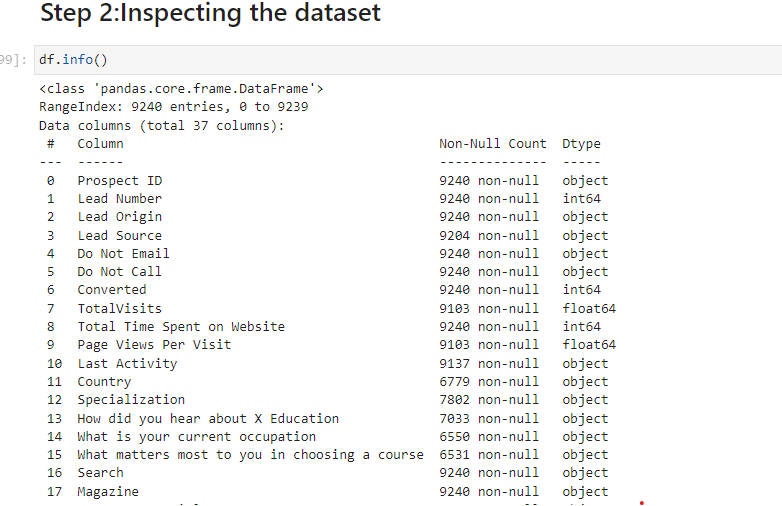 Step 2:Inspecting the dataset
99]: df.info()
<class 'pandas.core.frame.DataFrame'>
RangeIndex: 9240 entries, 0 to 9239
Data columns (total 37 columns):
#   Column   Non-Null Count  Dtype
---  ------   --------------  -----
0   Prospect ID   9240 non-null   object
1   Lead Number   9240 non-null   int64
2   Lead Origin   9240 non-null   object
3   Lead Source   9204 non-null   object
4   Do Not Email   9240 non-null   object
5   Do Not Call   9240 non-null   object
6   Converted   9240 non-null   int64
7   TotalVisits   9103 non-null   float64
8   Total Time Spent on Website   9240 non-null   int64
9   Page Views Per Visit   9103 non-null   float64
10  Last Activity   9137 non-null   object
11  Country   6779 non-null   object
12  Specialization   7802 non-null   object
13  How did you hear about X Education   7033 non-null   object
14  What is your current occupation   6550 non-null   object
15  What matters most to you in choosing a course  6531 non-null   object
16  Search   9240 non-null   object
17  Magazine   9240 non-null   object